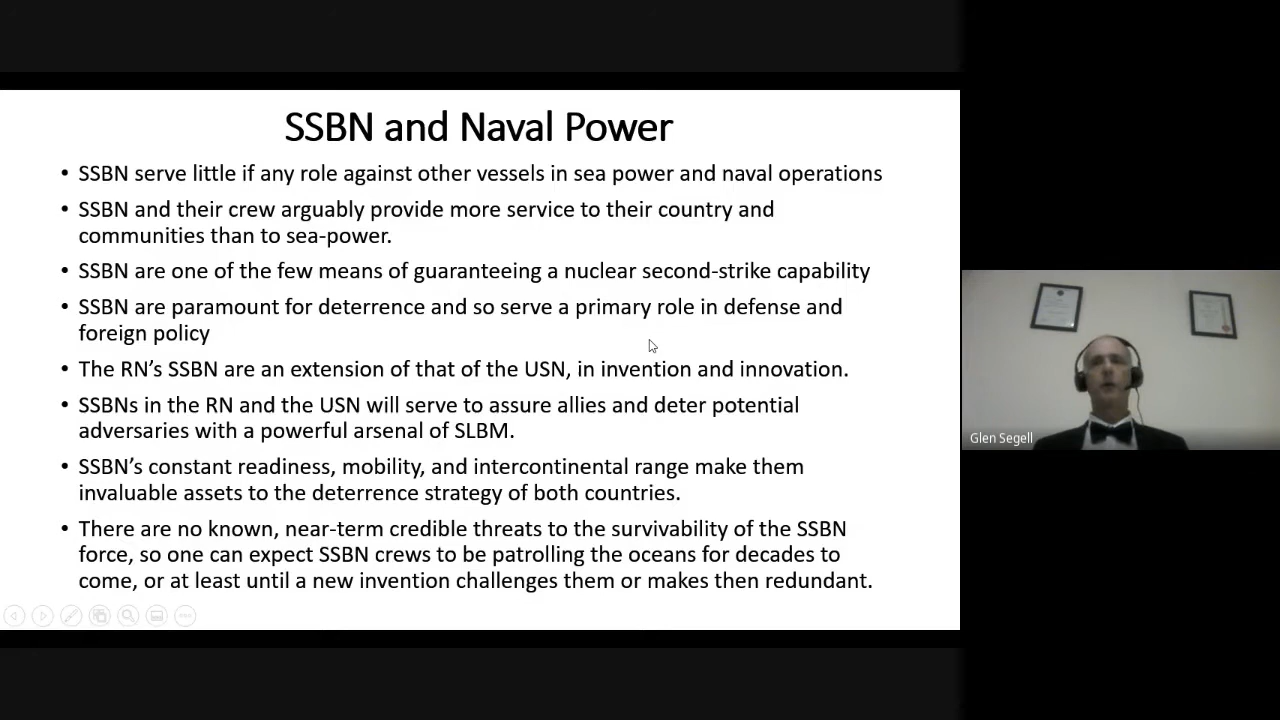 SSBN and Naval Power
• SSBN serve little if any role against other vessels in sea power and naval operations
• SSBN and their crew arguably provide more service to their country and
communities than to sea-power.
• SSBN are one of the few means of guaranteeing a nuclear second-strike capability
• SSBN are paramount for deterrence and so serve a primary role in defense and
foreign policy
• The RN’s SSBN are an extension of that of the USN, in invention and innovation.
• SSBNs in the RN and the USN will serve to assure allies and deter potential
adversaries with a powerful arsenal of SLBM.
• SSBN’s constant readiness, mobility, and intercontinental range make them
invaluable assets to the deterrence strategy of both countries.
• There are no known, near-term credible threats to the survivability of the SSBN
force, so one can expect SSBN crews to be patrolling the oceans for decades to
come, or at least until a new invention challenges them or makes then redundant.
Glen Segell